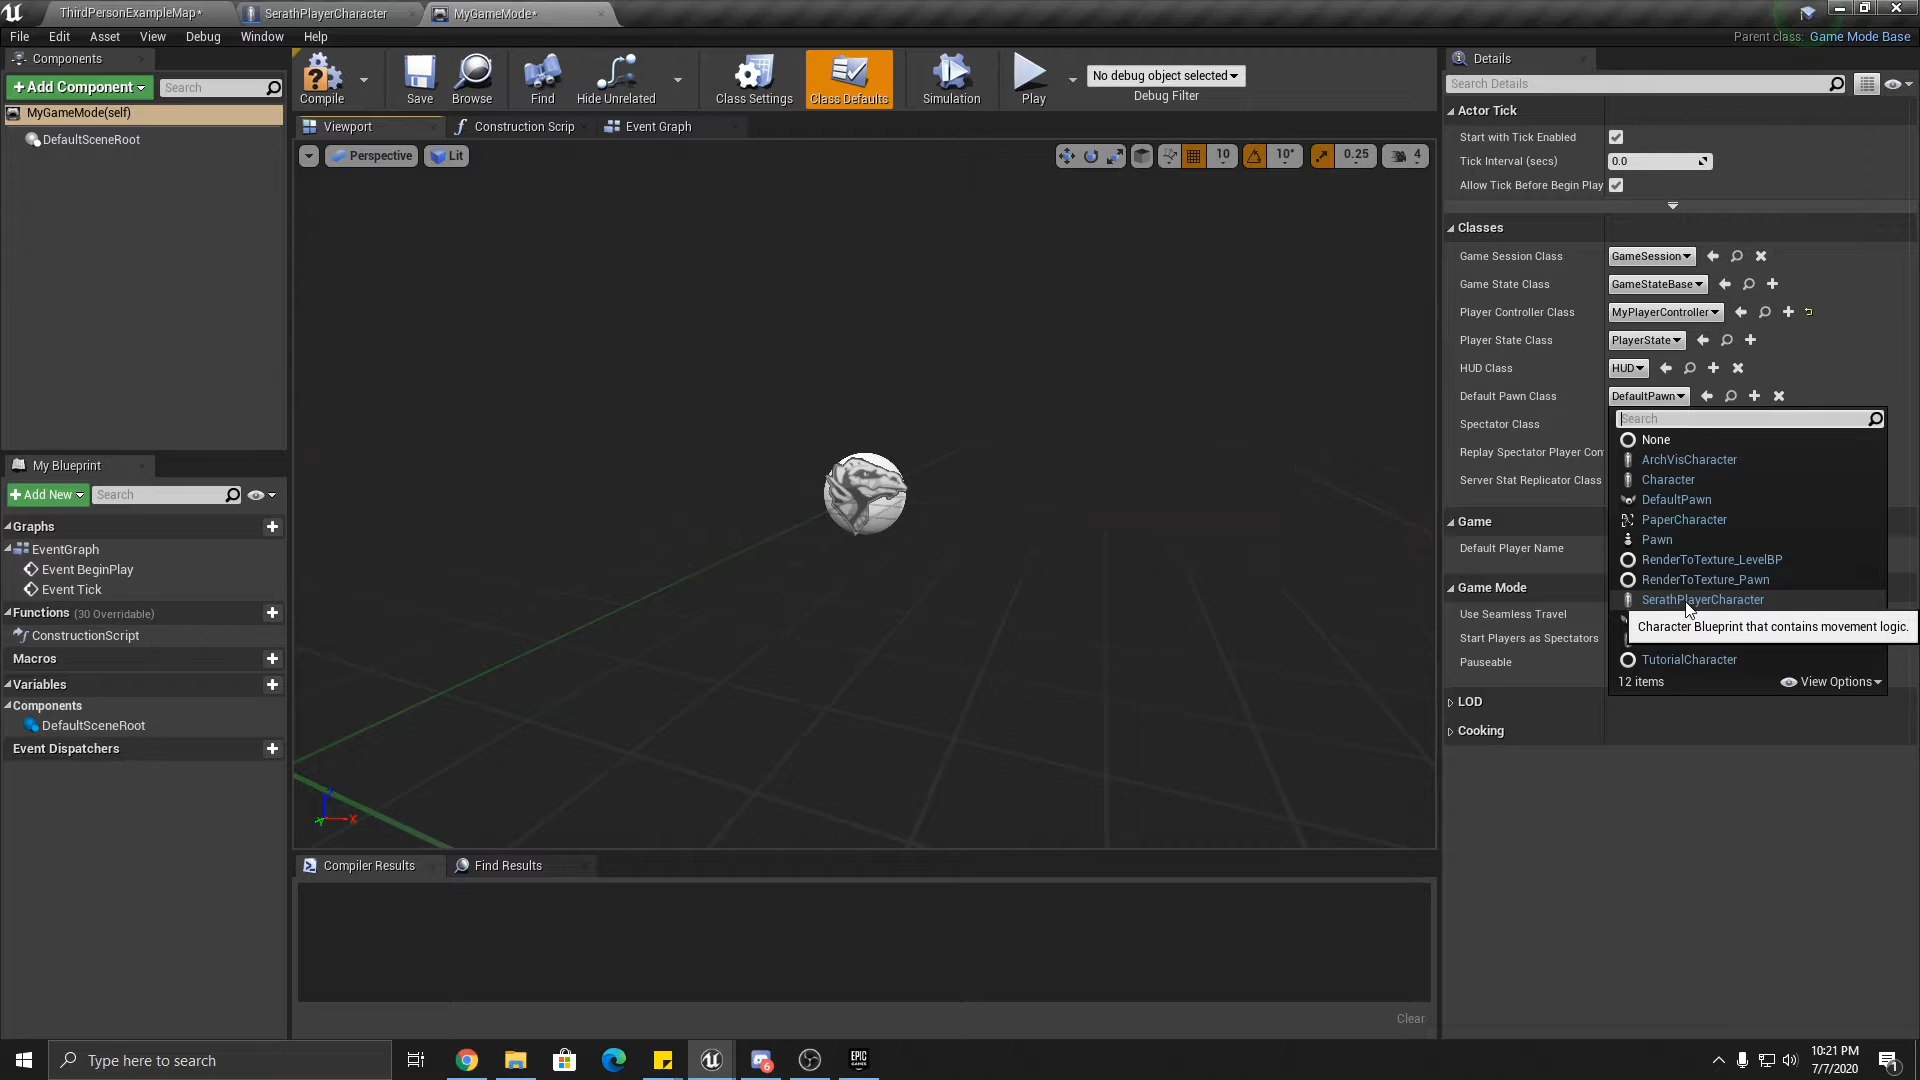 ThirdPersonExampleMap*
SerathPlayerCharacter
MyGameMode*
File Edit Asset View Debug Window Help
Parent class: Game Mode Base
Components
+Add Component
Search
MyGameMode(self)
DefaultSceneRoot
Compile
Save
Browse
Find
Hide Unrelated
Class Settings
Class Defaults
Simulation
Play
No debug object selected
Debug Filter
Viewport
Construction Scrip
Event Graph
Perspective
Lit
10
10°
0.25
4
My Blueprint
+Add New
Search
Graphs
EventGraph
Event BeginPlay
Event Tick
Functions (30 Overridable)
ConstructionScript
Macros
Variables
Components
DefaultSceneRoot
Event Dispatchers
Compiler Results
Find Results
Clear
Details
Search Details
Actor Tick
Start with Tick Enabled
Tick Interval (secs) 0.0
Allow Tick Before Begin Play
Classes
Game Session Class GameSession
Game State Class GameStateBase
Player Controller Class MyPlayerController
Player State Class PlayerState
HUD Class HUD
Default Pawn Class DefaultPawn
Spectator Class
Replay Spectator Player Con
Server Stat Replicator Class
Game
Default Player Name
Game Mode
Use Seamless Travel
Start Players as Spectators
Pauseable
LOD
Cooking
Search
None
ArchVisCharacter
Character
DefaultPawn
PaperCharacter
Pawn
RenderToTexture_LevelBP
RenderToTexture_Pawn
SerathPlayerCharacter
Character Blueprint that contains movement logic.
TutorialCharacter
12 items
View Options
Type here to search
EPIC
GAMES
6
10:21 PM
7/7/2020
1